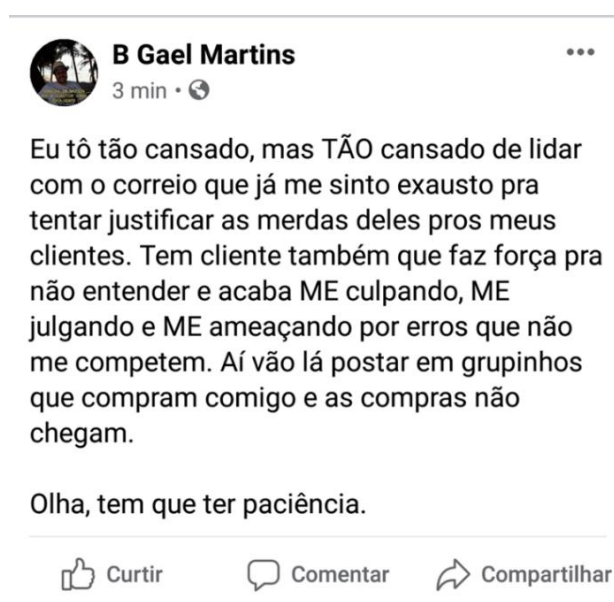 B Gael Martins
3 min
Eu tô tão cansado, mas TÃO cansado de lidar
com o correio que já me sinto exausto pra
tentar justificar as merdas deles pros meus
clientes. Tem cliente também que faz força pra
não entender e acaba ME culpando, ME
julgando e ME ameaçando por erros que não
me competem. Aí vão lá postar em grupinhos
que compram comigo e as compras não
chegam.
Olha, tem que ter paciência.
Curtir Comentar Compartilhar